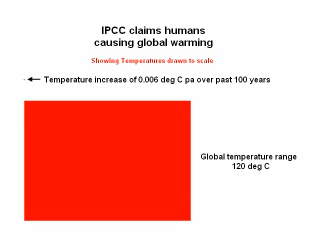 IPCC claims humans
causing global warming
Showing Temperatures drawn to scale
Temperature increase of 0.006 deg C pa over past 100 years
Global temperature range
120 deg C